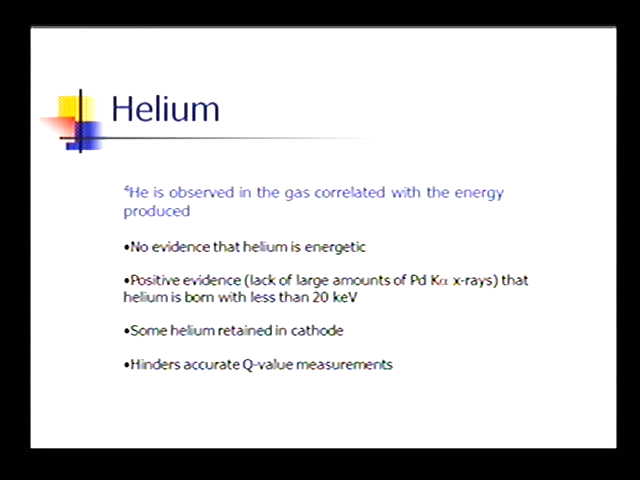 Helium
⁴He is observed in the gas correlated with the energy
produced
•No evidence that helium is energetic
•Positive evidence (lack of large amounts of Pd Kα x-rays) that
helium is born with less than 20 keV
•Some helium retained in cathode
•Hinders accurate Q-value measurements